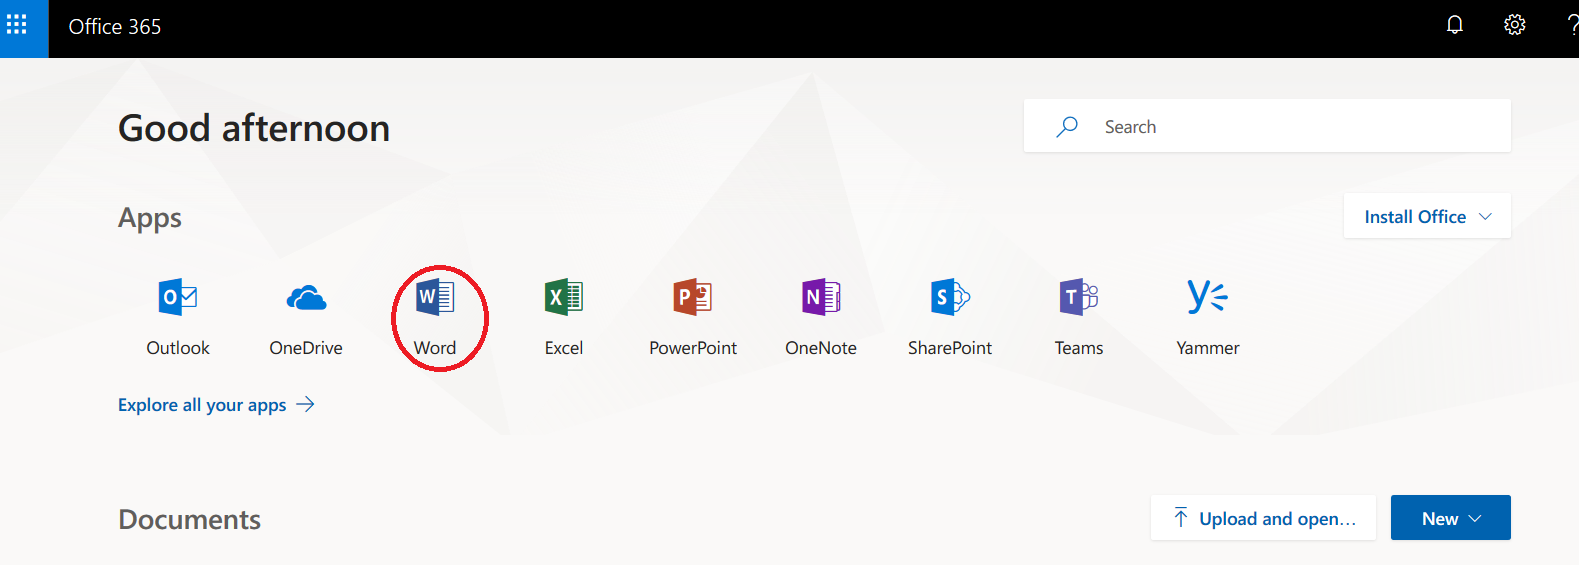 Office 365
?
Good afternoon
Search
Apps
Install Office
O
W
X
P
N
S
T
Outlook
OneDrive
Word
Excel
PowerPoint
OneNote
SharePoint
Teams
Yammer
Explore all your apps
Documents
Upload and open...
New